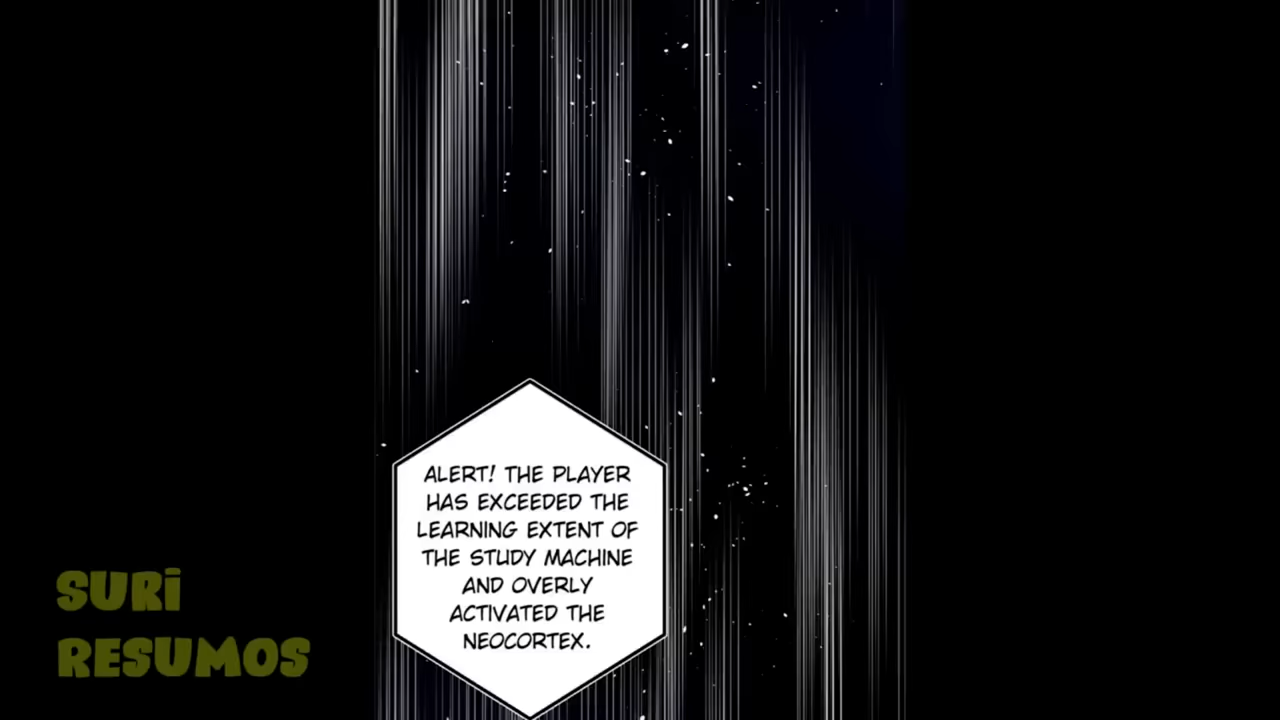 ALERT! THE PLAYER
HAS EXCEEDED THE
LEARNING EXTENT OF
THE STUDY MACHINE
AND OVERLY
ACTIVATED THE
NEOCORTEX.
SURi
RESUMOS